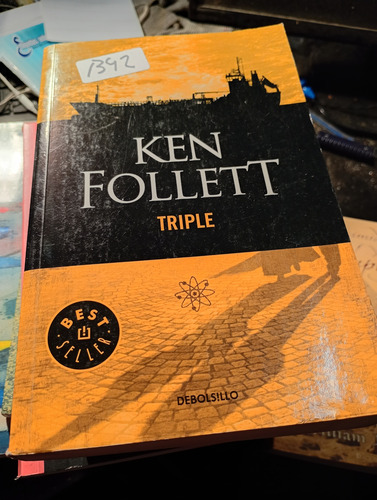 1392
KEN
FOLLETT
TRIPLE
BEST
SELLER
DEBOLSILLO